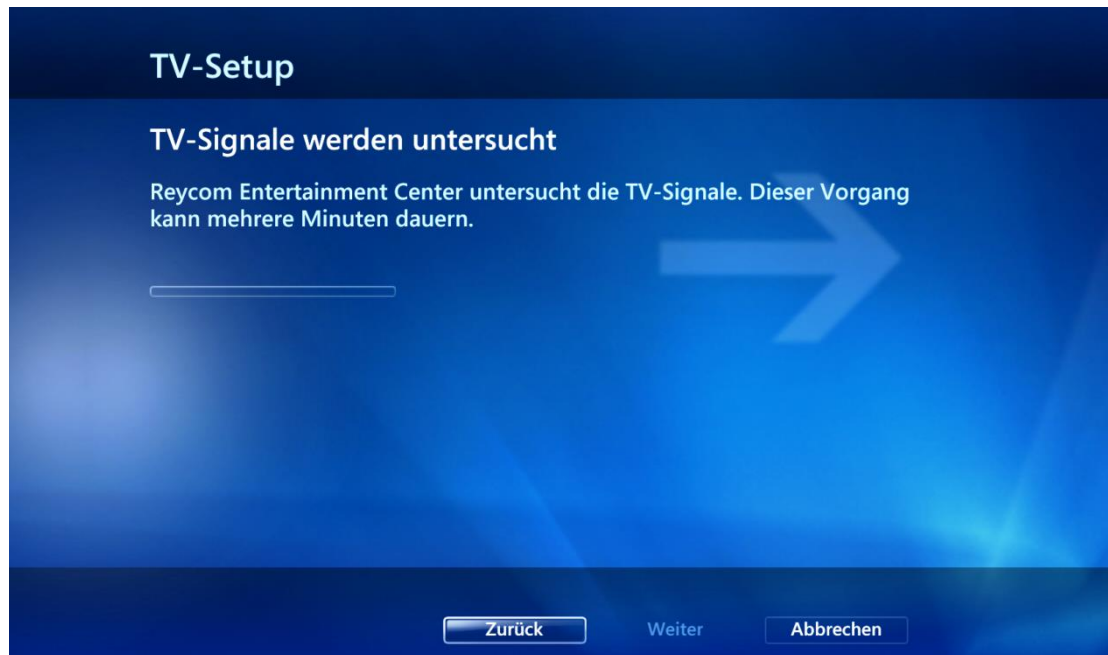 TV-Setup
TV-Signale werden untersucht
Reycom Entertainment Center untersucht die TV-Signale. Dieser Vorgang
kann mehrere Minuten dauern.
Zurück Weiter Abbrechen